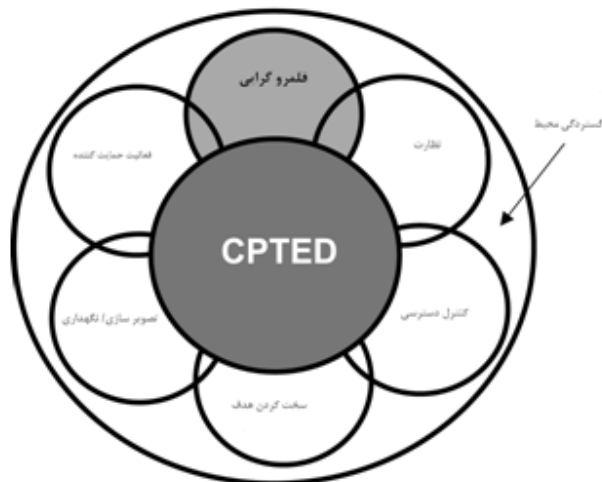 قلمرو گرایی
نظارت
گستردگی محیط
فعالیت حمایت کننده
CPTED
تصویر سازی/ نگهداری
کنترل دسترسی
سخت کردن هدف